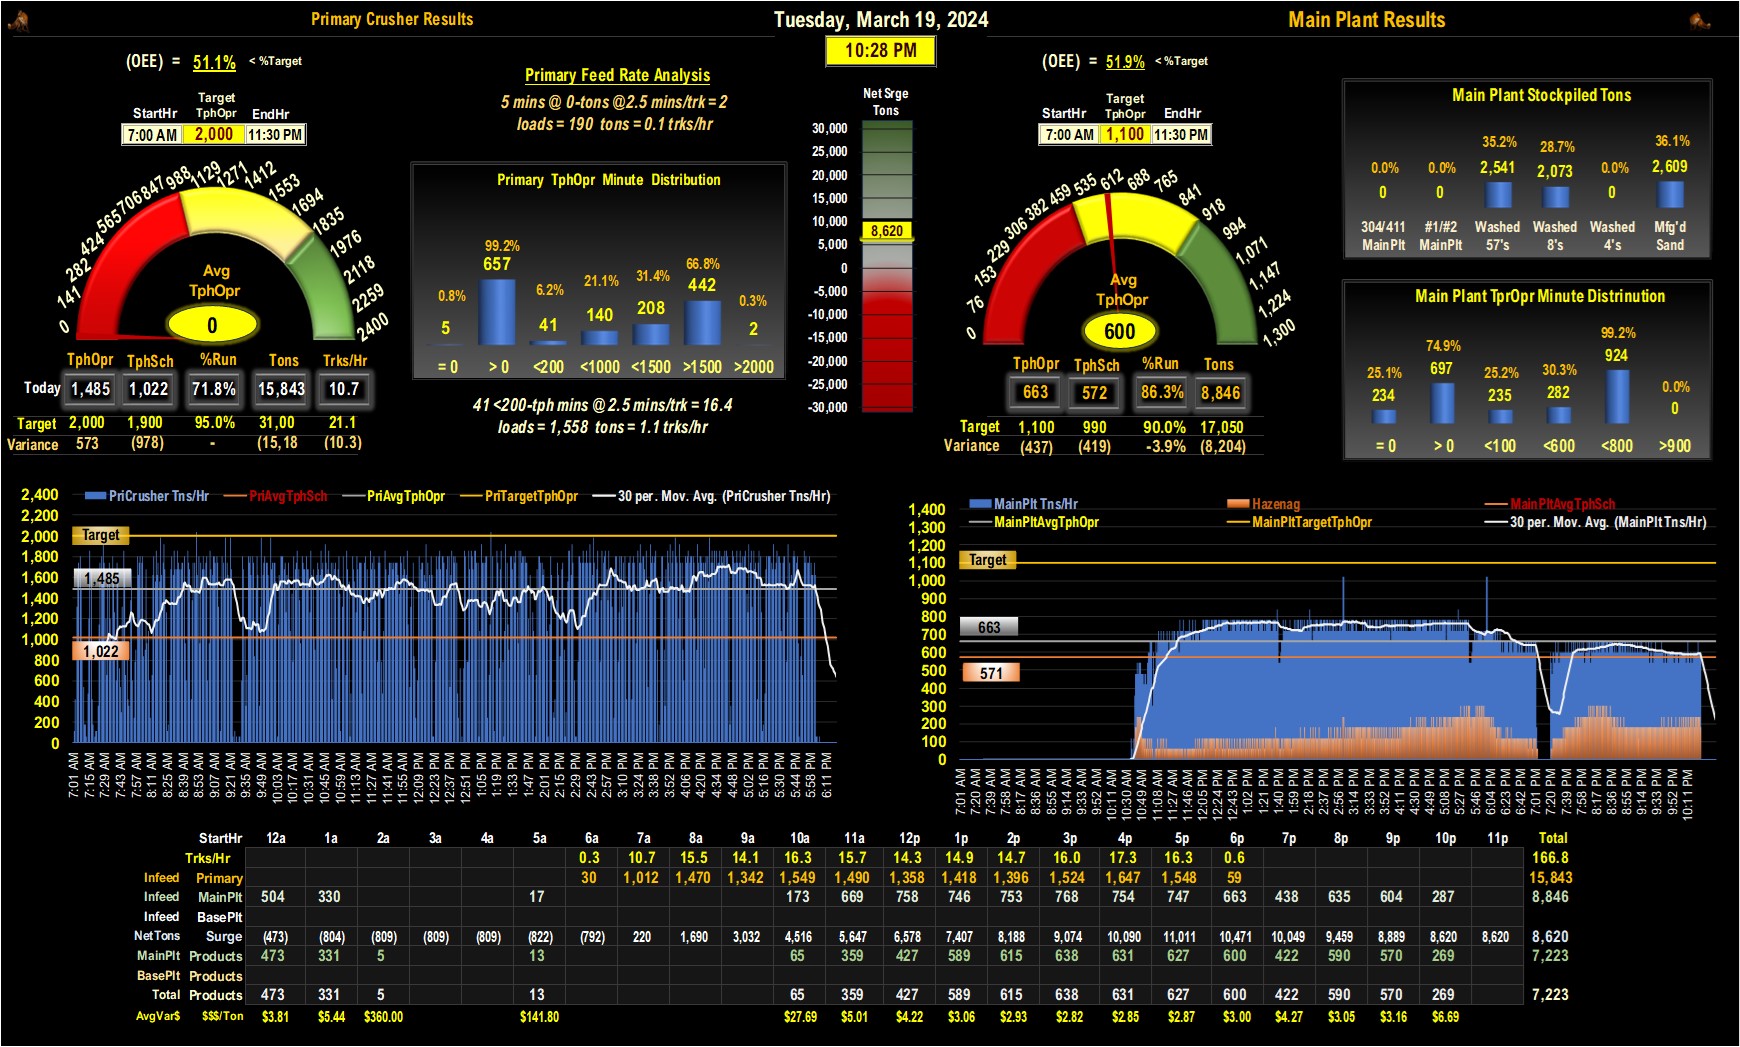 Primary Crusher Results
Tuesday, March 19, 2024
Main Plant Results
10:28 PM
(OEE) = 51.1% < %Target
StartHr Target TphOpr EndHr
7:00 AM 2,000 11:30 PM
0 141 282 424 565 706 847 988 1129 1271 1412 1553 1694 1835 1976 2118 2259 2400
Avg
TphOpr
0
TphOpr TphSch %Run Tons Trks/Hr
Today 1,485 1,022 71.8% 15,843 10.7
Target 2,000 1,900 95.0% 31,00 21.1
Variance 573 (978) - (15,18 (10.3)
Primary Feed Rate Analysis
5 mins @ 0-tons @2.5 mins/trk = 2
loads = 190 tons = 0.1 trks/hr
Primary TphOpr Minute Distribution
0.8% 99.2% 6.2% 21.1% 31.4% 66.8% 0.3%
5 657 41 140 208 442 2
= 0 > 0 <200 <1000 <1500 >1500 >2000
41 <200-tph mins @ 2.5 mins/trk = 16.4
loads = 1,558 tons = 1.1 trks/hr
Net Srge
Tons
30,000
25,000
20,000
15,000
10,000
8,620
5,000
0
-5,000
-10,000
-15,000
-20,000
-25,000
-30,000
(OEE) = 51.9% < %Target
StartHr Target TphOpr EndHr
7:00 AM 1,100 11:30 PM
0 76 153 229 306 382 459 535 612 688 765 841 918 994 1,071 1,147 1,224 1,300
Avg
TphOpr
600
TphOpr TphSch %Run Tons
663 572 86.3% 8,846
Target 1,100 990 90.0% 17,050
Variance (437) (419) -3.9% (8,204)
Main Plant Stockpiled Tons
0.0% 0.0% 35.2% 28.7% 0.0% 36.1%
0 0 2,541 2,073 0 2,609
304/411 #1/#2 Washed Washed Washed Mfg'd
MainPlt MainPlt 57's 8's 4's Sand
Main Plant TprOpr Minute Distrinution
25.1% 74.9% 25.2% 30.3% 99.2% 0.0%
234 697 235 282 924 0
= 0 > 0 <100 <600 <800 >900
PriCrusher Tns/Hr PriAvgTphSch PriAvgTphOpr PriTargetTphOpr 30 per. Mov. Avg. (PriCrusher Tns/Hr)
2,400
2,200
2,000
1,800
1,600
1,400
1,200
1,000
800
600
400
200
0
Target
1,485
1,022
7:01 AM 7:15 AM 7:29 AM 7:43 AM 7:57 AM 8:11 AM 8:25 AM 8:39 AM 8:53 AM 9:07 AM 9:21 AM 9:35 AM 9:49 AM 10:03 AM 10:17 AM 10:31 AM 10:45 AM 10:59 AM 11:13 AM 11:27 AM 11:41 AM 11:55 AM 12:09 PM 12:23 PM 12:37 PM 12:51 PM 1:05 PM 1:19 PM 1:33 PM 1:47 PM 2:01 PM 2:15 PM 2:29 PM 2:43 PM 2:57 PM 3:10 PM 3:24 PM 3:38 PM 3:52 PM 4:06 PM 4:20 PM 4:34 PM 4:48 PM 5:02 PM 5:16 PM 5:30 PM 5:44 PM 5:58 PM 6:11 PM
MainPlt Tns/Hr Hazenag MainPltAvgTphSch
MainPltAvgTphOpr MainPltTargetTphOpr 30 per. Mov. Avg. (MainPlt Tns/Hr)
1,400
1,300
1,200
1,100
1,000
900
800
700
600
500
400
300
200
100
0
Target
663
571
7:01 AM 7:20 AM 7:39 AM 7:58 AM 8:17 AM 8:36 AM 8:55 AM 9:14 AM 9:33 AM 9:52 AM 10:11 AM 10:30 AM 10:49 AM 11:08 AM 11:27 AM 11:46 AM 12:05 PM 12:24 PM 12:43 PM 1:02 PM 1:21 PM 1:40 PM 1:59 PM 2:18 PM 2:37 PM 2:56 PM 3:14 PM 3:33 PM 3:52 PM 4:11 PM 4:30 PM 4:49 PM 5:08 PM 5:27 PM 5:46 PM 6:04 PM 6:23 PM 6:42 PM 7:01 PM 7:20 PM 7:39 PM 7:58 PM 8:17 PM 8:36 PM 8:55 PM 9:14 PM 9:33 PM 9:52 PM 10:11 PM
StartHr 12a 1a 2a 3a 4a 5a 6a 7a 8a 9a 10a 11a 12p 1p 2p 3p 4p 5p 6p 7p 8p 9p 10p 11p Total
Trks/Hr 0.3 10.7 15.5 14.1 16.3 15.7 14.3 14.9 14.7 16.0 17.3 16.3 0.6 166.8
Infeed Primary 30 1,012 1,470 1,342 1,549 1,490 1,358 1,418 1,396 1,524 1,647 1,548 59 15,843
Infeed MainPlt 504 330 17 173 669 758 746 753 768 754 747 663 438 635 604 287 8,846
Infeed BasePlt
NetTons Surge (473) (804) (809) (809) (809) (822) (792) 220 1,690 3,032 4,516 5,647 6,578 7,407 8,188 9,074 10,090 11,011 10,471 10,049 9,459 8,889 8,620 8,620 8,620
MainPlt Products 473 331 5 13 65 359 427 589 615 638 631 627 600 422 590 570 269 7,223
BasePlt Products
Total Products 473 331 5 13 65 359 427 589 615 638 631 627 600 422 590 570 269 7,223
AvgVar$ $$$/Ton $3.81 $5.44 $360.00 $141.80 $27.69 $5.01 $4.22 $3.06 $2.93 $2.82 $2.85 $2.87 $3.00 $4.27 $3.05 $3.16 $6.69